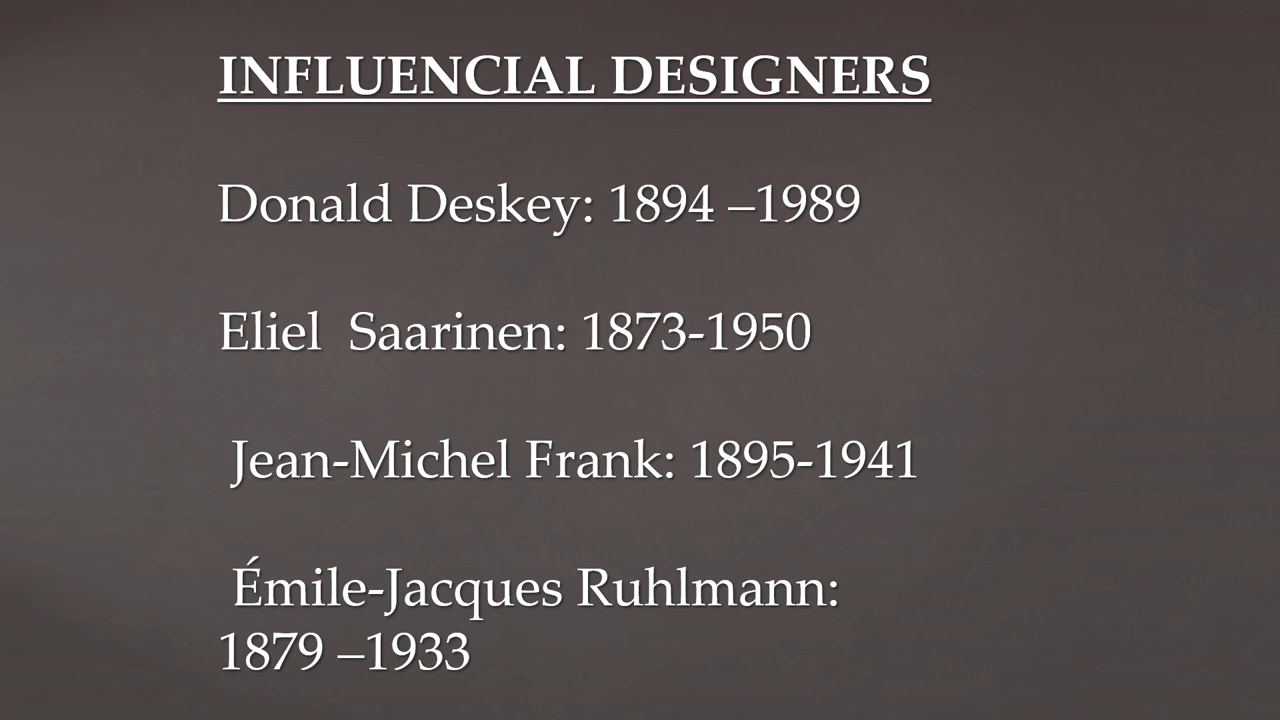 INFLUENCIAL DESIGNERS
Donald Deskey: 1894 –1989
Eliel  Saarinen: 1873-1950
Jean-Michel Frank: 1895-1941
Émile-Jacques Ruhlmann:
1879 –1933